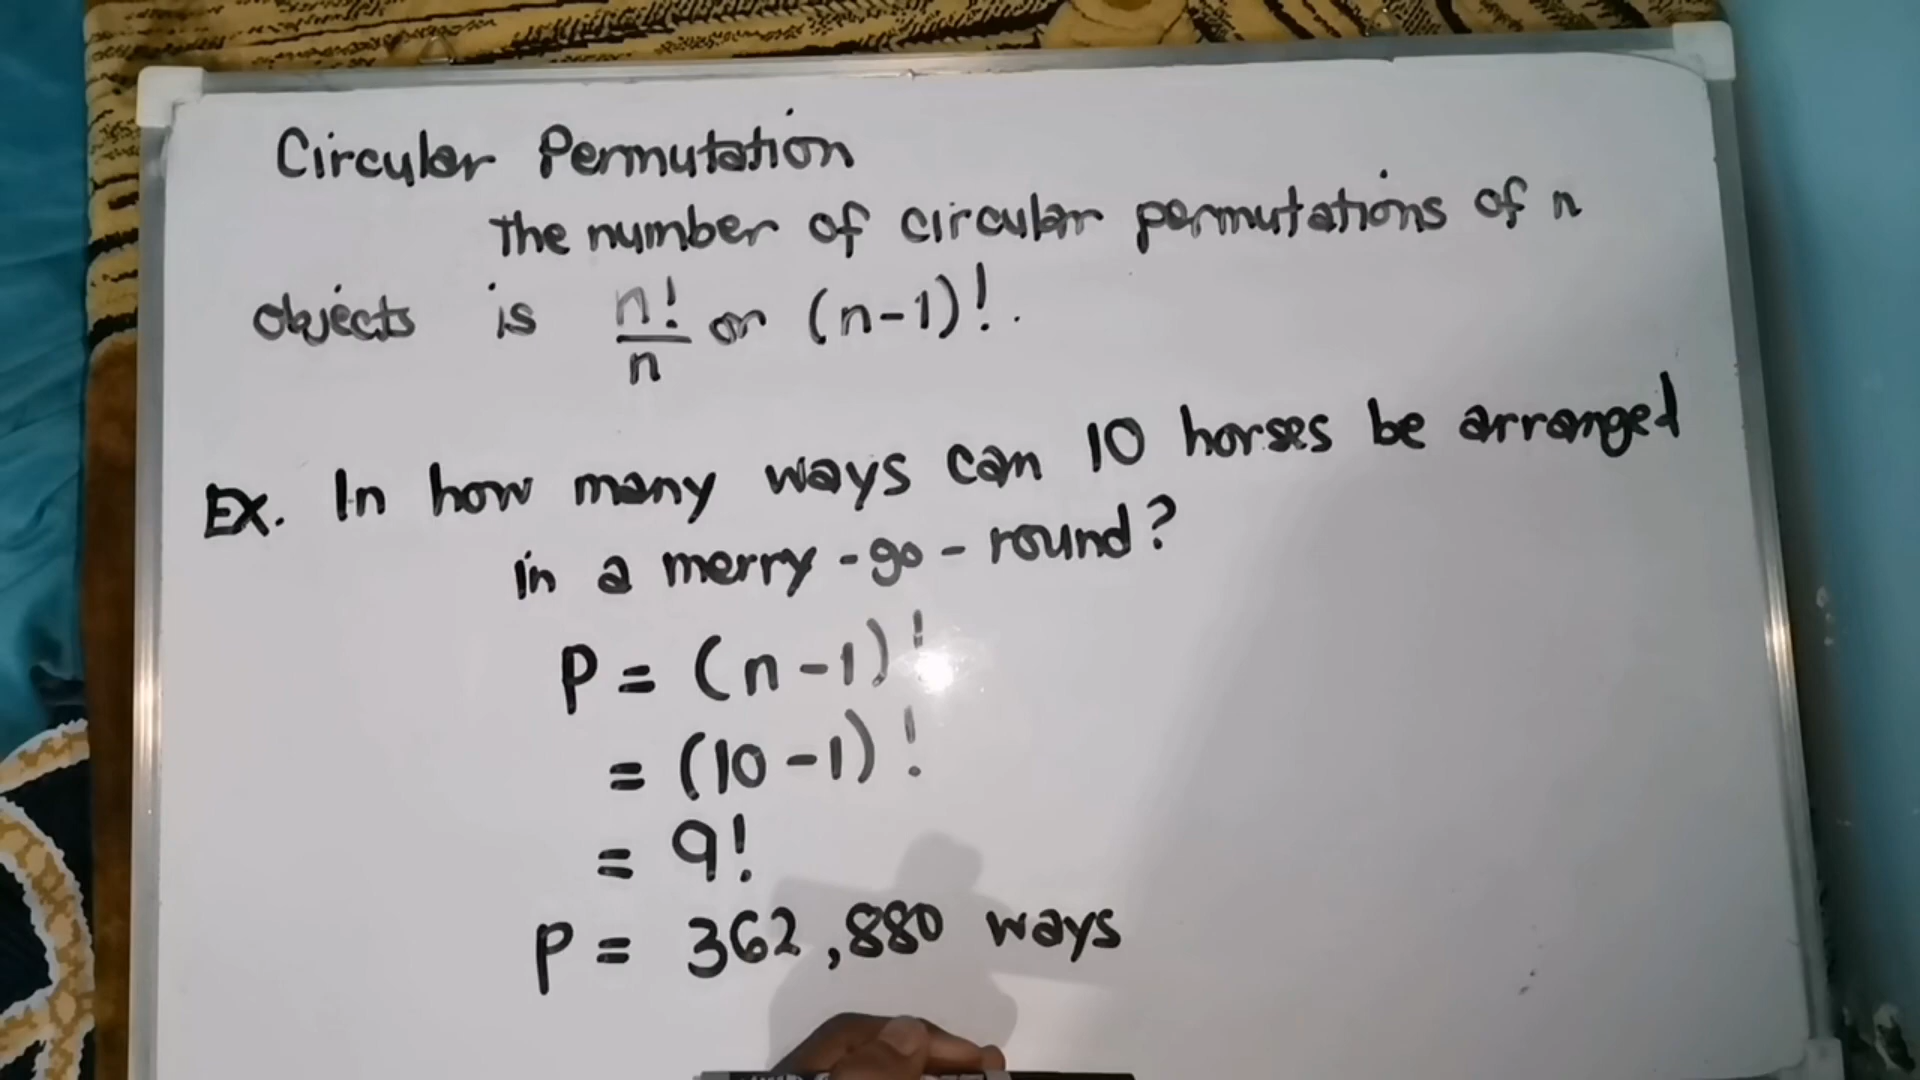 Circular Permutation
The number of circular permutations of n
objects is n!/n or (n-1)!.
EX. In how many ways can 10 horses be arranged
in a merry-go-round?
P = (n-1)!
= (10-1)!
= 9!
P = 362,880 ways